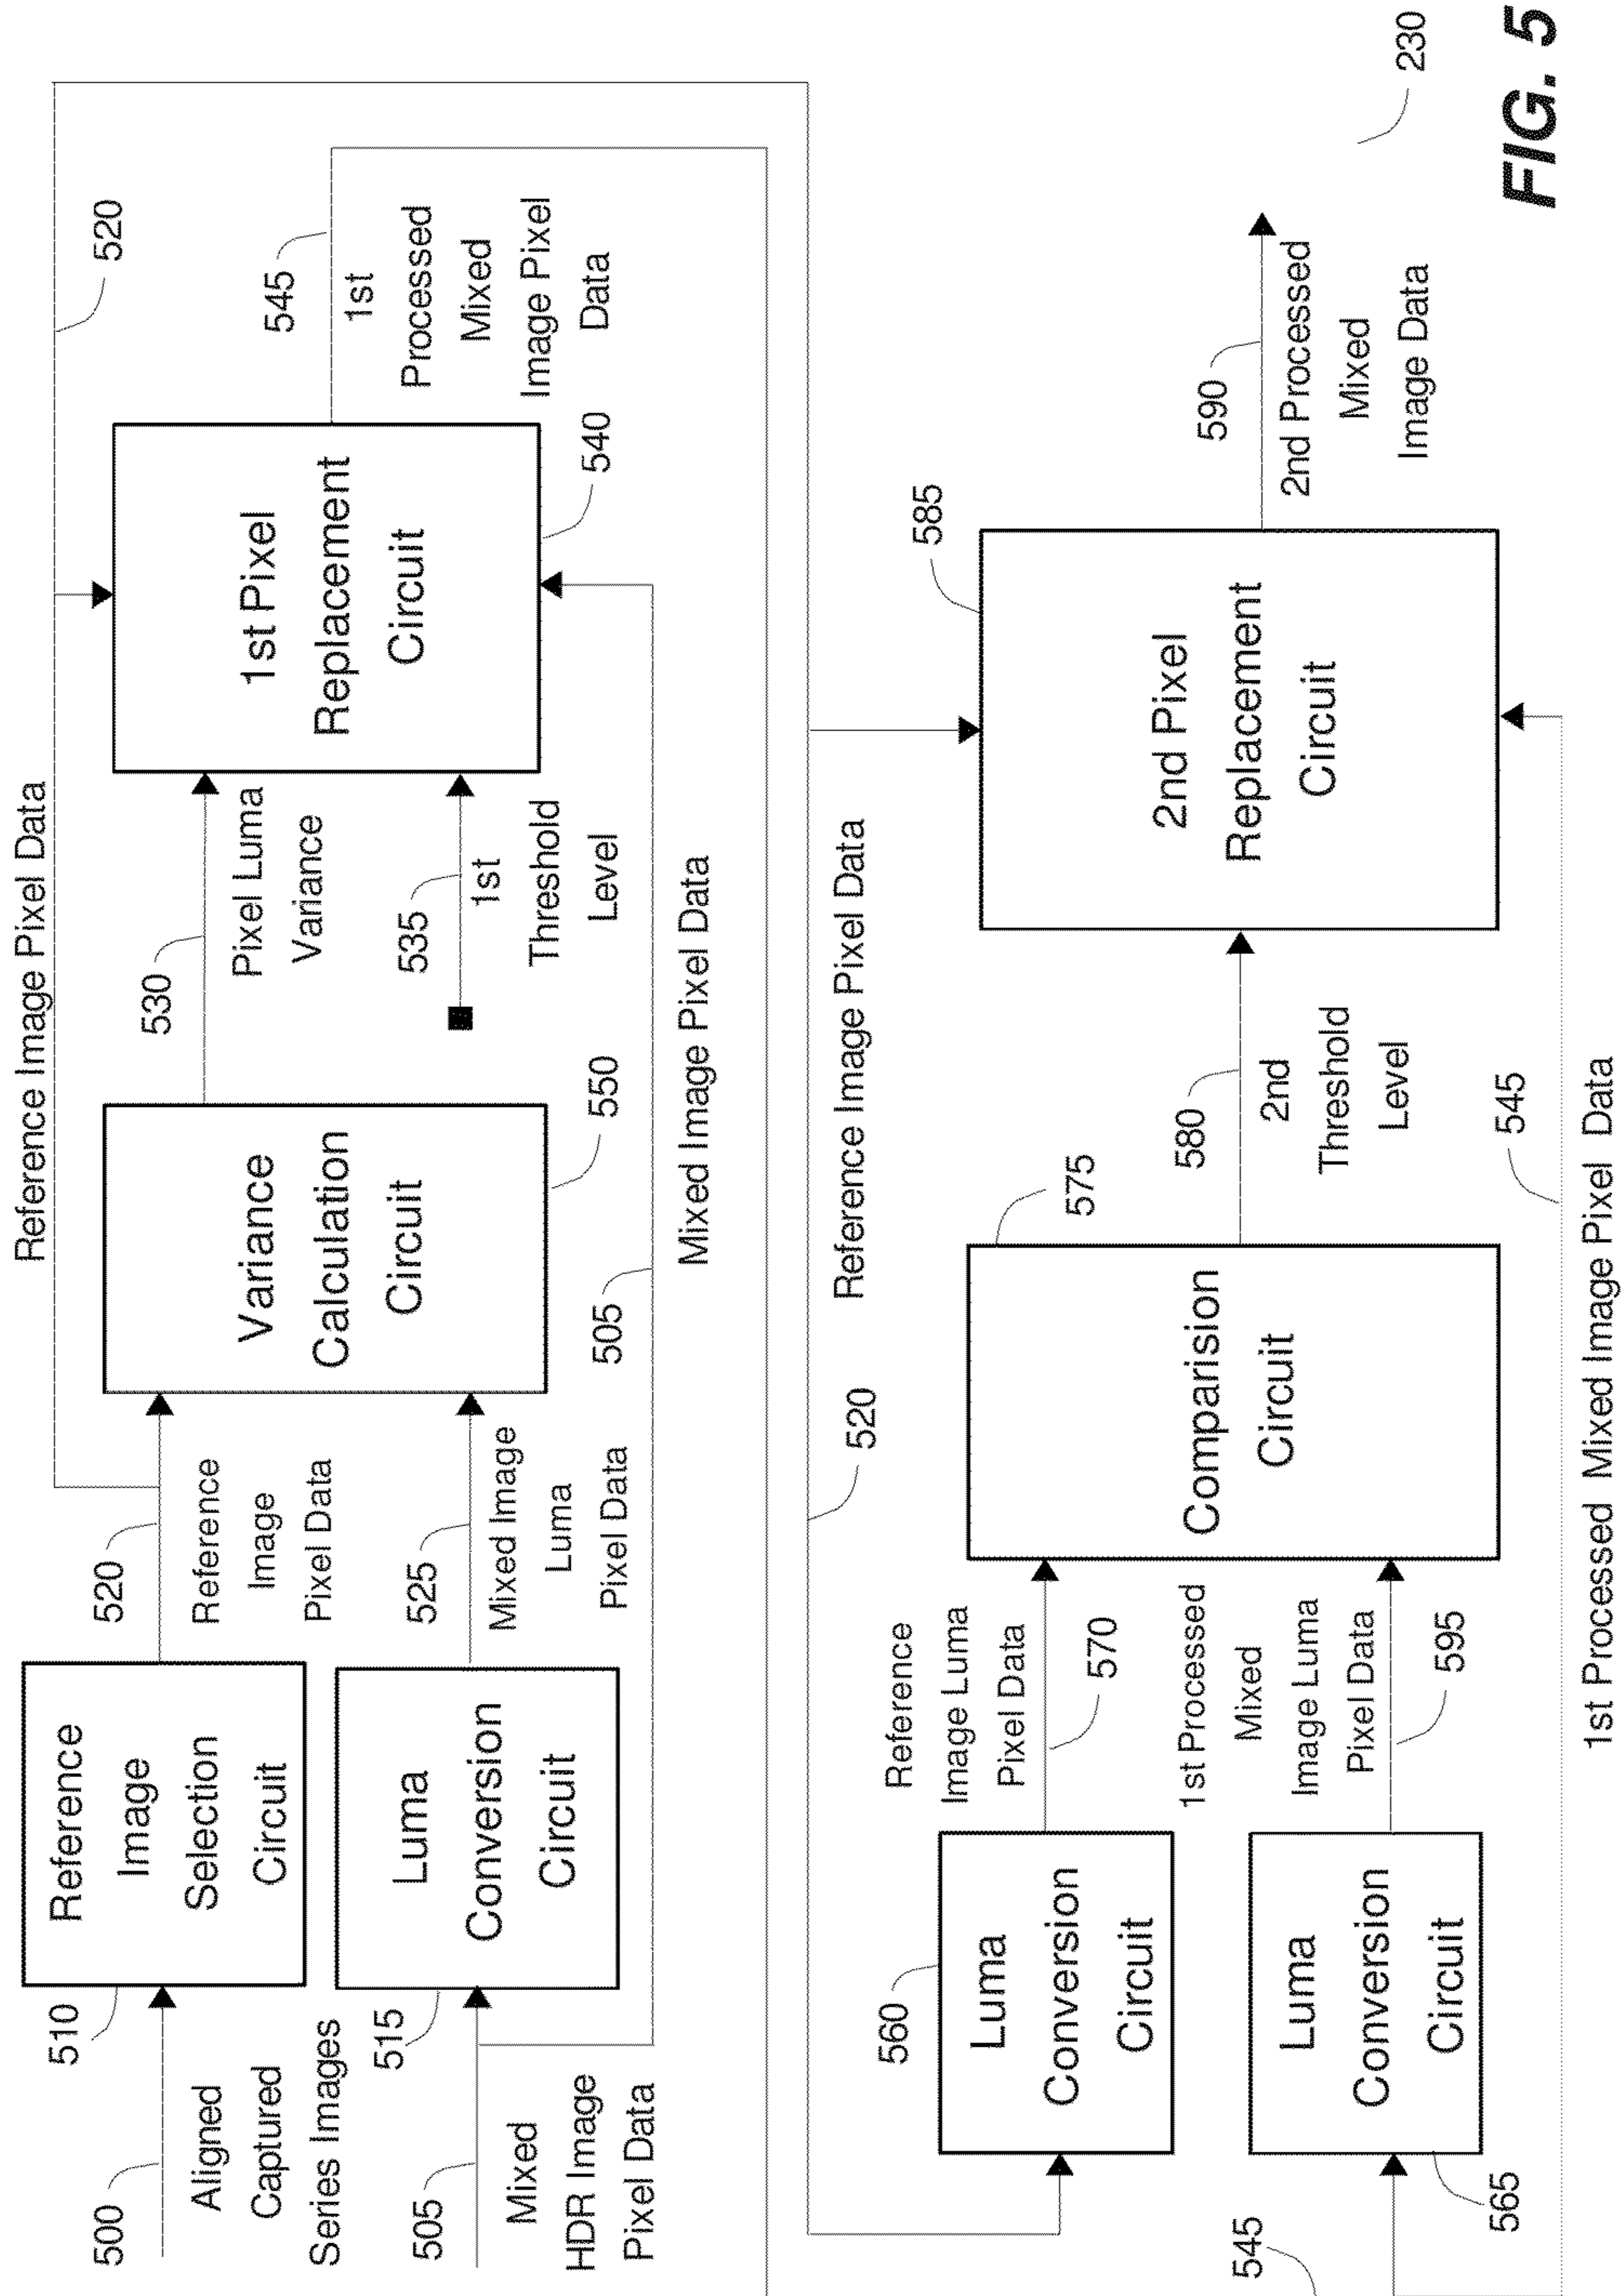 Reference Image Pixel Data
520
500
Aligned
Captured
Series Images
510
Reference
Image
Selection
Circuit
520
Reference
Image
Pixel Data
505
Mixed
HDR Image
Pixel Data
515
Luma
Conversion
Circuit
525
Mixed Image
Luma
Pixel Data
Variance
Calculation
Circuit
550
530
Pixel Luma
Variance
535
1st
Threshold
Level
1st Pixel
Replacement
Circuit
540
545
1st
Processed
Mixed
Image Pixel
Data
505
Mixed Image Pixel Data
520
Reference Image Pixel Data
560
Luma
Conversion
Circuit
Reference
Image Luma
Pixel Data
570
545
Luma
Conversion
Circuit
565
1st Processed
Mixed
Image Luma
Pixel Data
595
575
Comparision
Circuit
580
2nd
Threshold
Level
585
2nd Pixel
Replacement
Circuit
590
2nd Processed
Mixed
Image Data
545
1st Processed Mixed Image Pixel Data
230
FIG. 5